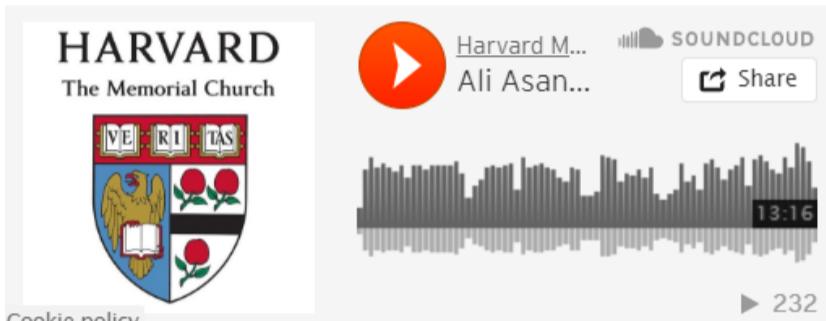 HARVARD
The Memorial Church
VE RI TAS
Harvard M...
Ali Asan...
SOUNDCLOUD
Share
13:16
232
Cookie policy